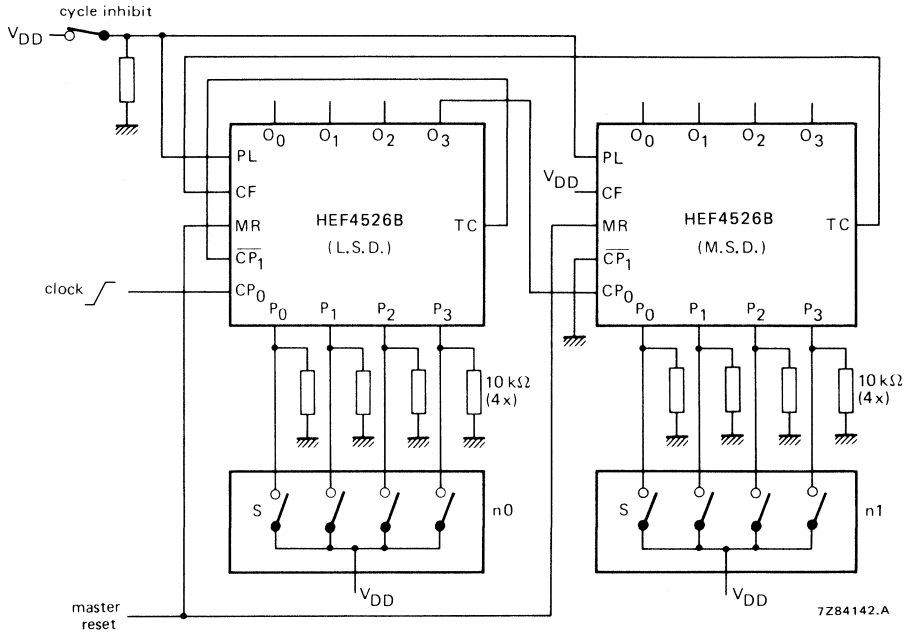 cycle inhibit
VDD
O0 O1 O2 O3
PL
CF
MR
CP1
CP0
HEF4526B
(L.S.D.)
TC
P0 P1 P2 P3
clock
10 kΩ
(4x)
S
n0
VDD
O0 O1 O2 O3
PL
VDD
CF
MR
CP1
CP0
HEF4526B
(M.S.D.)
TC
P0 P1 P2 P3
10 kΩ
(4x)
S
n1
VDD
master
reset
7Z84142.A